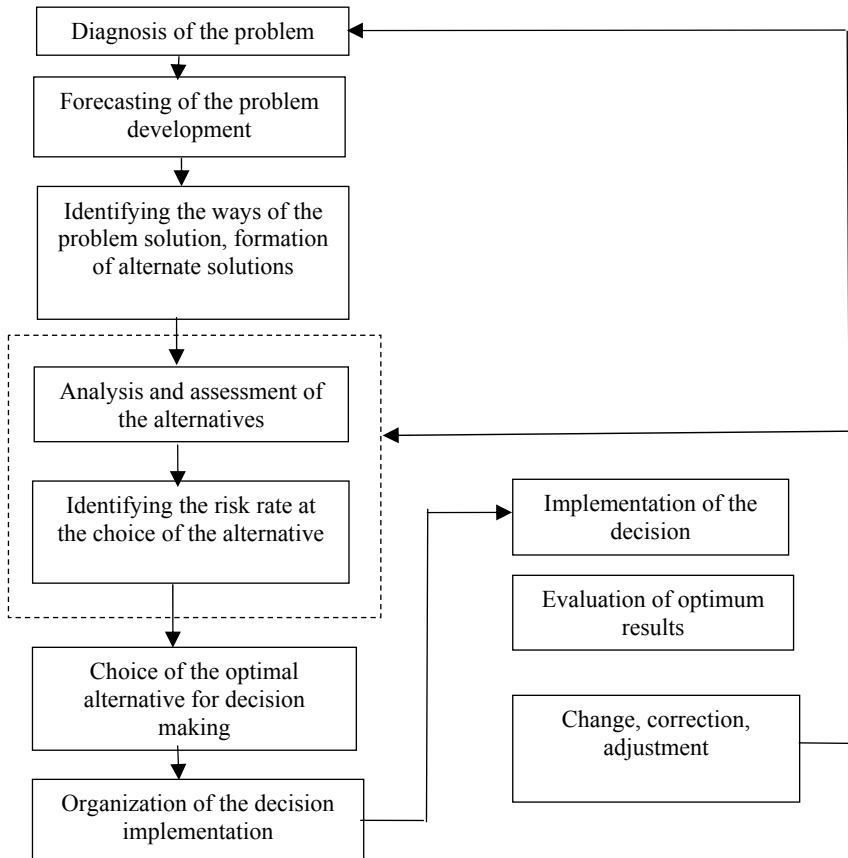 Diagnosis of the problem
Forecasting of the problem
development
Identifying the ways of the
problem solution, formation
of alternate solutions
Analysis and assessment of
the alternatives
Identifying the risk rate at
the choice of the alternative
Choice of the optimal
alternative for decision
making
Organization of the decision
implementation
Implementation of the
decision
Evaluation of optimum
results
Change, correction,
adjustment